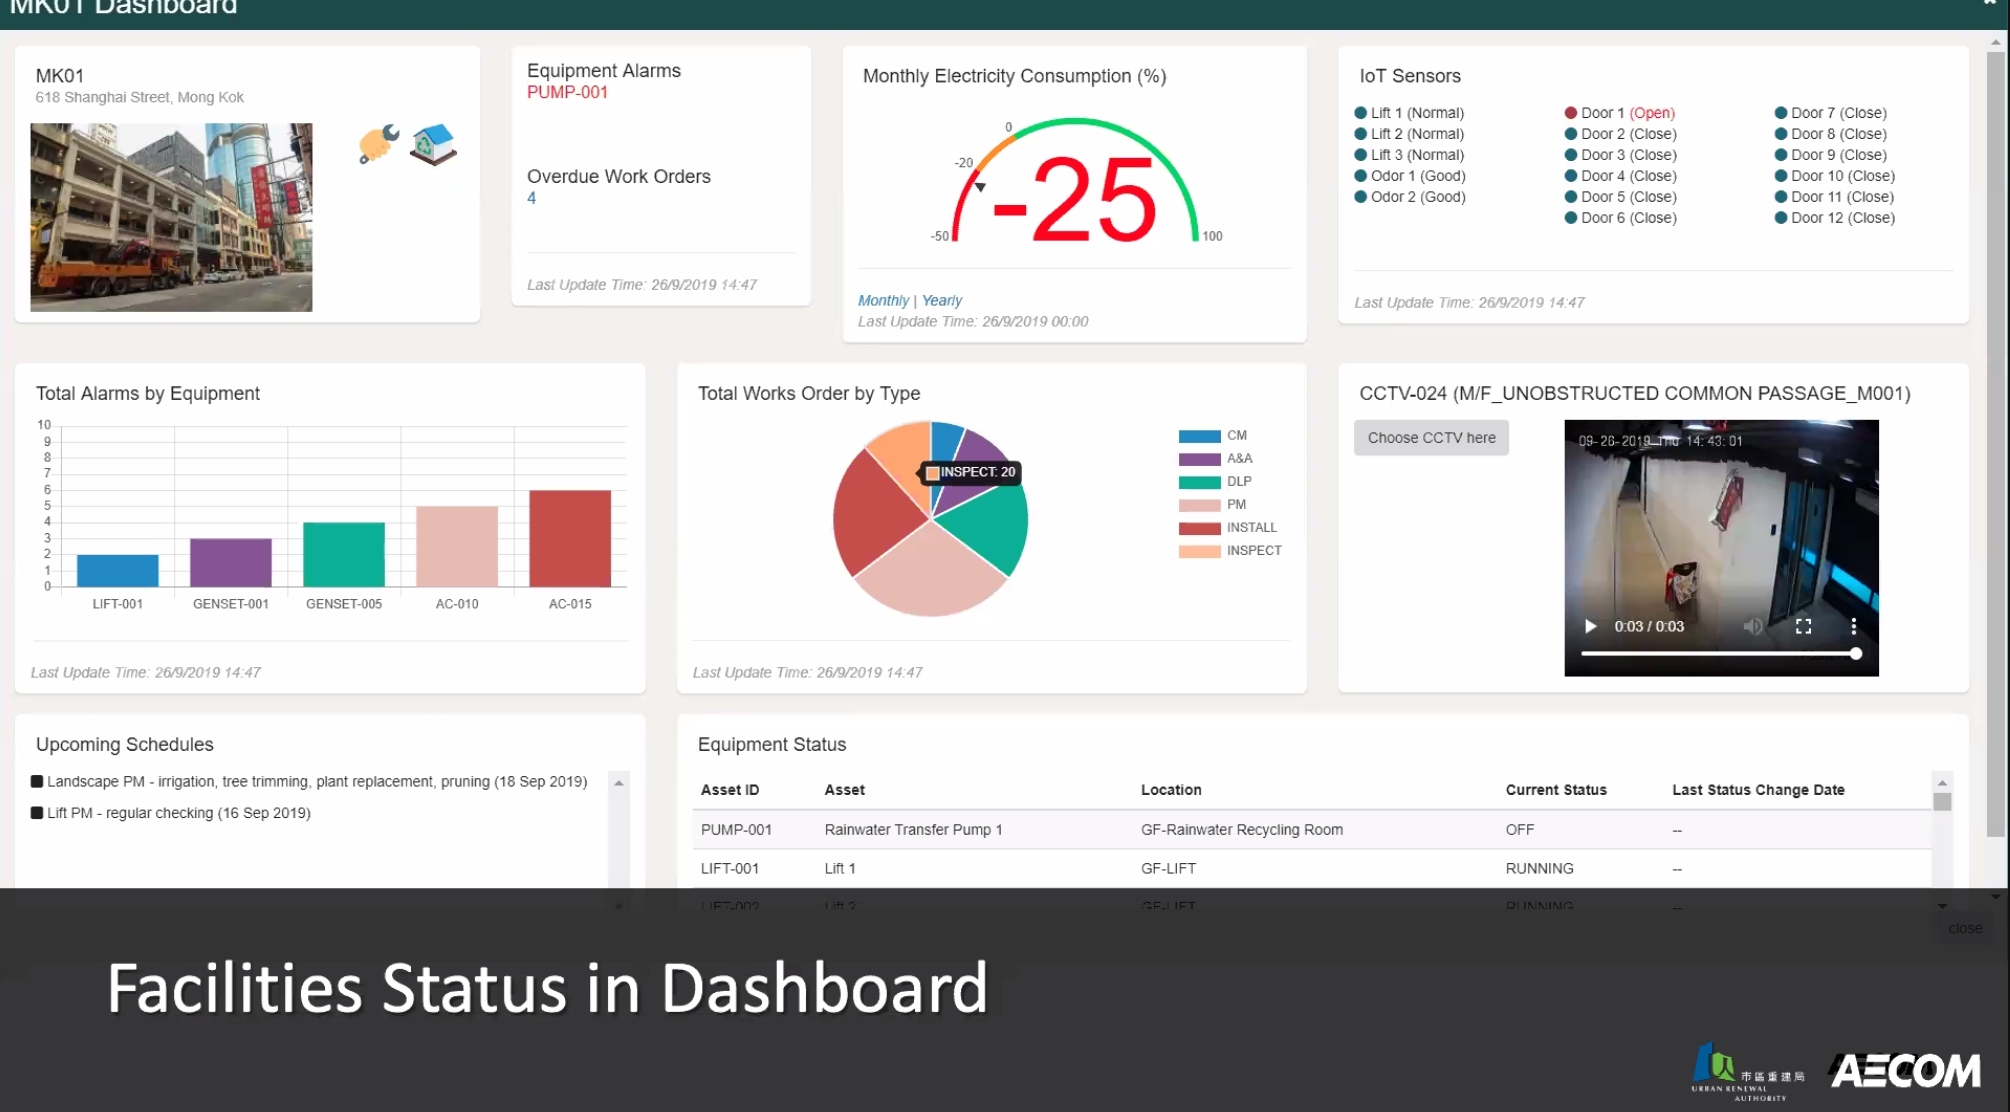 MK01 Dashboard
MK01
618 Shanghai Street, Mong Kok
Equipment Alarms
PUMP-001
Overdue Work Orders
4
Last Update Time: 26/9/2019 14:47
Monthly Electricity Consumption (%)
0
-20
-50
100
-25
Monthly | Yearly
Last Update Time: 26/9/2019 00:00
IoT Sensors
Lift 1 (Normal)
Lift 2 (Normal)
Lift 3 (Normal)
Odor 1 (Good)
Odor 2 (Good)
Door 1 (Open)
Door 2 (Close)
Door 3 (Close)
Door 4 (Close)
Door 5 (Close)
Door 6 (Close)
Door 7 (Close)
Door 8 (Close)
Door 9 (Close)
Door 10 (Close)
Door 11 (Close)
Door 12 (Close)
Last Update Time: 26/9/2019 14:47
Total Alarms by Equipment
10
9
8
7
6
5
4
3
2
1
0
LIFT-001 GENSET-001 GENSET-005 AC-010 AC-015
Last Update Time: 26/9/2019 14:47
Total Works Order by Type
INSPECT: 20
CM
A&A
DLP
PM
INSTALL
INSPECT
Last Update Time: 26/9/2019 14:47
CCTV-024 (M/F_UNOBSTRUCTED COMMON PASSAGE_M001)
Choose CCTV here
09-26-2019 Thu 14:43:01
0:03 / 0:03
Upcoming Schedules
Landscape PM - irrigation, tree trimming, plant replacement, pruning (18 Sep 2019)
Lift PM - regular checking (16 Sep 2019)
Equipment Status
Asset ID Asset Location Current Status Last Status Change Date
PUMP-001 Rainwater Transfer Pump 1 GF-Rainwater Recycling Room OFF --
LIFT-001 Lift 1 GF-LIFT RUNNING --
LIFT-002 Lift 2 GF-LIFT RUNNING --
close
Facilities Status in Dashboard
市區重建局
URBAN RENEWAL
AUTHORITY
AECOM